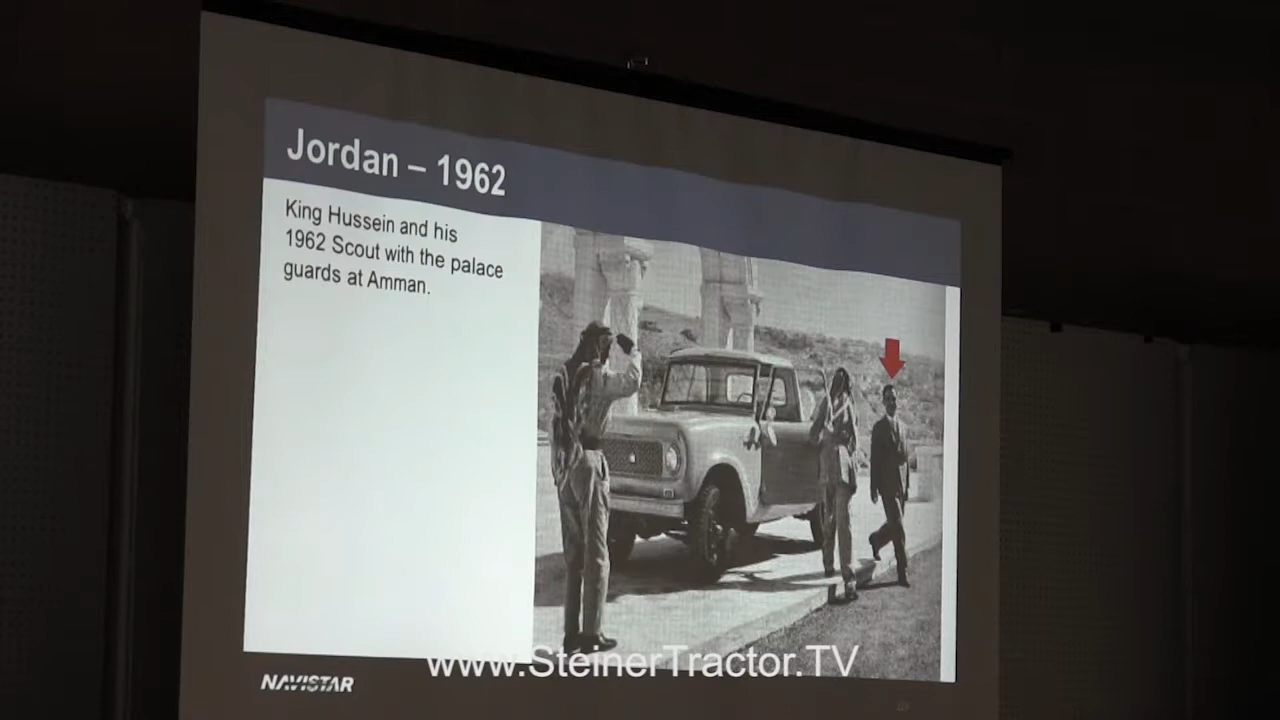 Jordan – 1962
King Hussein and his
1962 Scout with the palace
guards at Amman.
www.SteinerTractor.TV
NAVISTAR